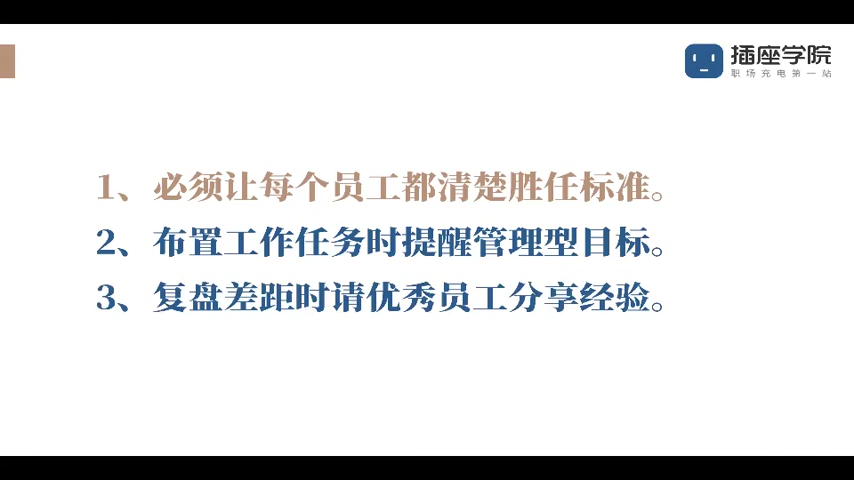 插座学院
职场充电第一站
1、必须让每个员工都清楚胜任标准。
2、布置工作任务时提醒管理型目标。
3、复盘差距时请优秀员工分享经验。